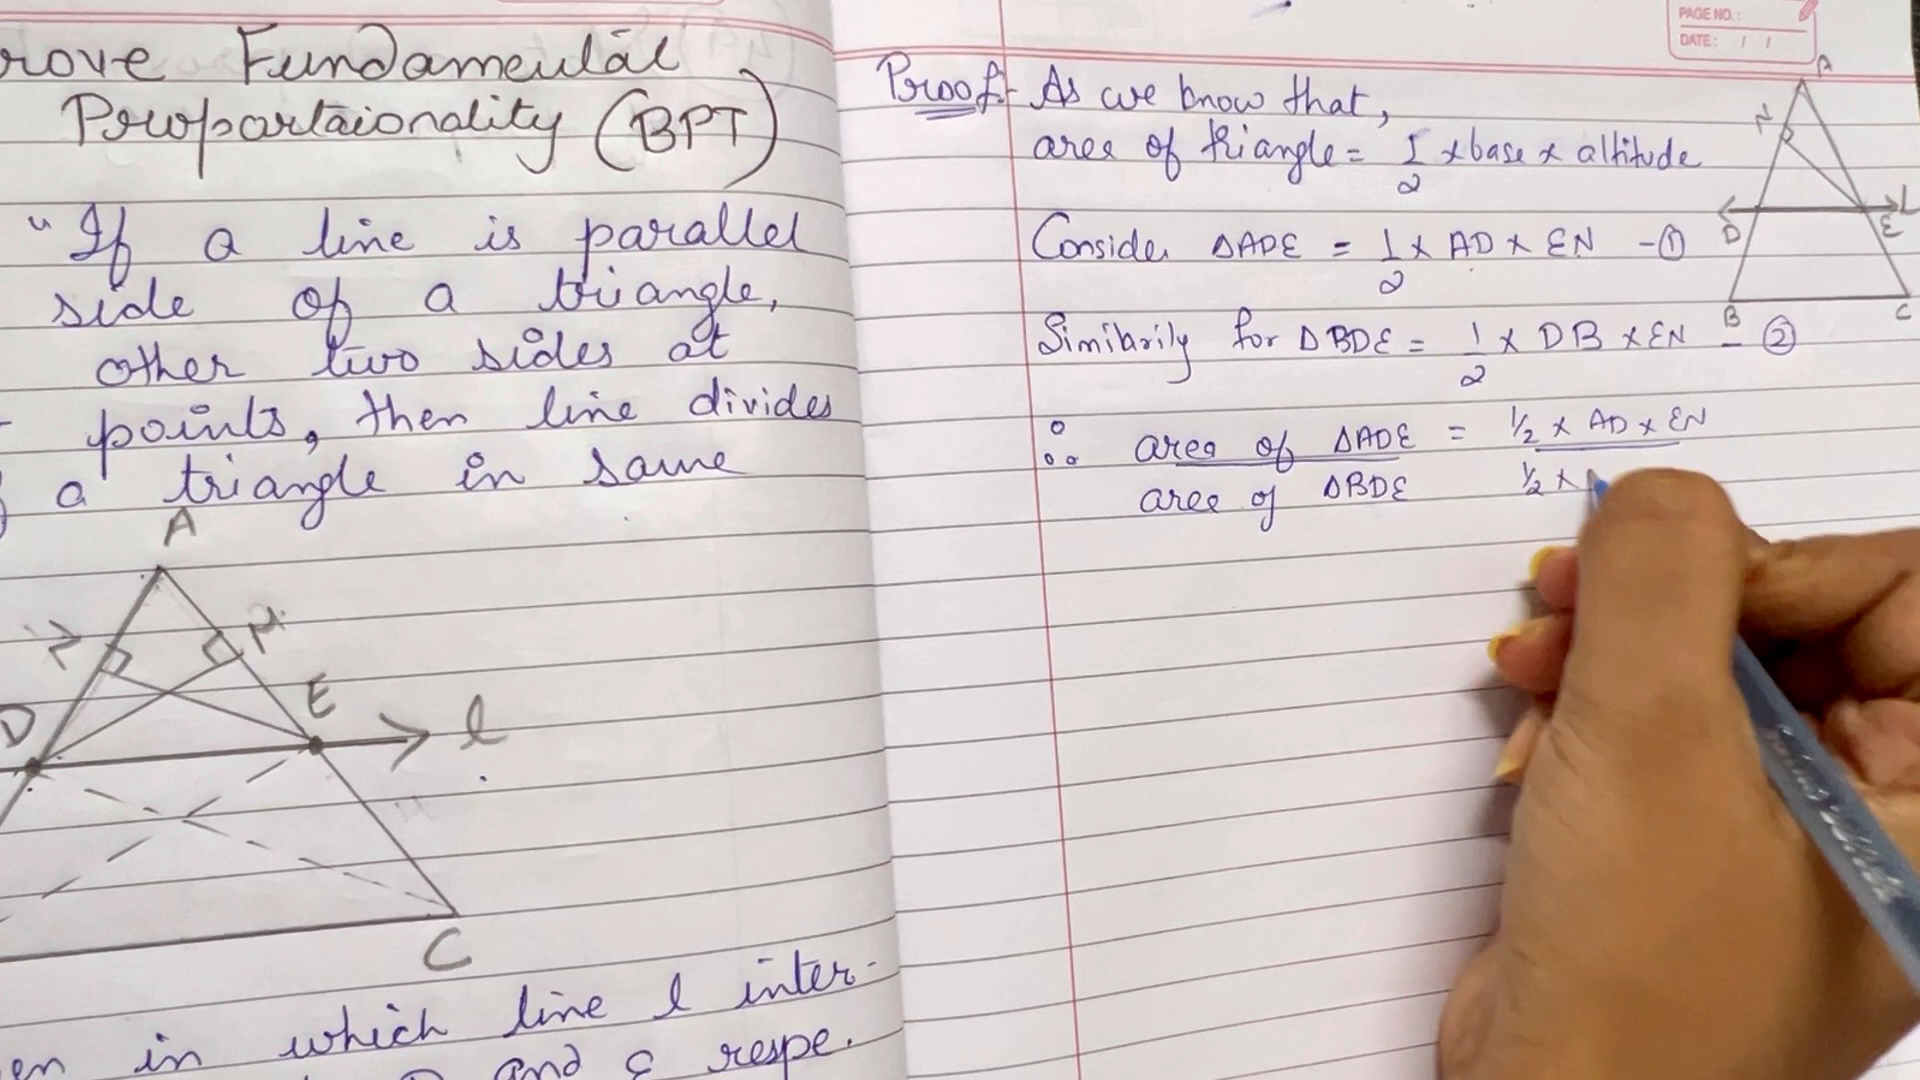 rove Fundamental
Prowpartaionality (BPT)
"If a line is parallel
side of a triangle,
other two sides at
points, then line divides
a triangle in same
A
N
M
D
E
l
C
en in which line l inter-
and E respe.
PAGE NO.:
DATE: / /
Proof:- As we know that,
area of triangle = 1/2 × base × altitude
Consider ΔADE = 1/2 × AD × EN - ①
Similarily for ΔBDE = 1/2 × DB × EN - ②
∴ area of ΔADE = 1/2 × AD × EN
area of ΔBDE 1/2 ×
A
N
L
D
E
B
C